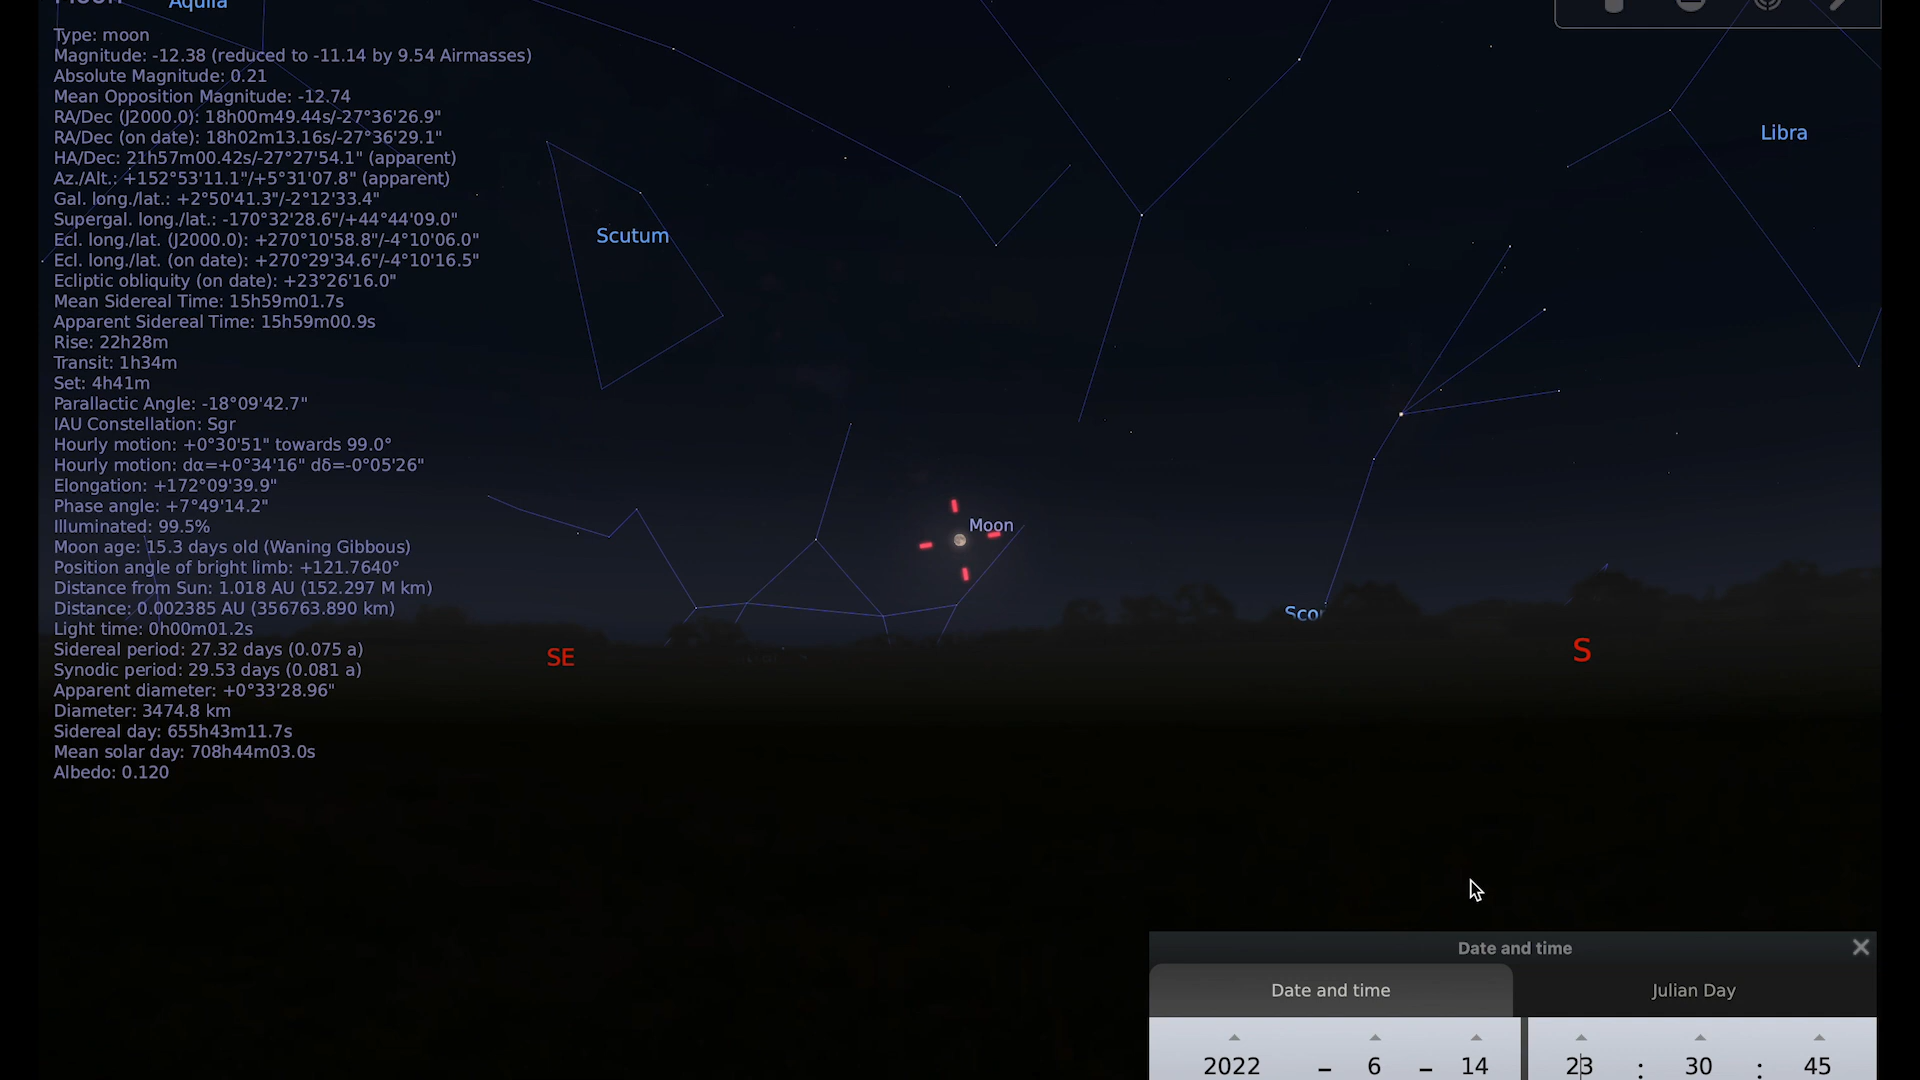 Moon
Aquila
Type: moon
Magnitude: -12.38 (reduced to -11.14 by 9.54 Airmasses)
Absolute Magnitude: 0.21
Mean Opposition Magnitude: -12.74
RA/Dec (J2000.0): 18h00m49.44s/-27°36'26.9"
RA/Dec (on date): 18h02m13.16s/-27°36'29.1"
HA/Dec: 21h57m00.42s/-27°27'54.1" (apparent)
Az./Alt.: +152°53'11.1"/+5°31'07.8" (apparent)
Gal. long./lat.: +2°50'41.3"/-2°12'33.4"
Supergal. long./lat.: -170°32'28.6"/+44°44'09.0"
Ecl. long./lat. (J2000.0): +270°10'58.8"/-4°10'06.0"
Ecl. long./lat. (on date): +270°29'34.6"/-4°10'16.5"
Ecliptic obliquity (on date): +23°26'16.0"
Mean Sidereal Time: 15h59m01.7s
Apparent Sidereal Time: 15h59m00.9s
Rise: 22h28m
Transit: 1h34m
Set: 4h41m
Parallactic Angle: -18°09'42.7"
IAU Constellation: Sgr
Hourly motion: +0°30'51" towards 99.0°
Hourly motion: dα=+0°34'16" dδ=-0°05'26"
Elongation: +172°09'39.9"
Phase angle: +7°49'14.2"
Illuminated: 99.5%
Moon age: 15.3 days old (Waning Gibbous)
Position angle of bright limb: +121.7640°
Distance from Sun: 1.018 AU (152.297 M km)
Distance: 0.002385 AU (356763.890 km)
Light time: 0h00m01.2s
Sidereal period: 27.32 days (0.075 a)
Synodic period: 29.53 days (0.081 a)
Apparent diameter: +0°33'28.96"
Diameter: 3474.8 km
Sidereal day: 655h43m11.7s
Mean solar day: 708h44m03.0s
Albedo: 0.120
Libra
Scutum
Moon
Scor
SE
S
Date and time
Date and time
Julian Day
2022 – 6 – 14 23 : 30 : 45